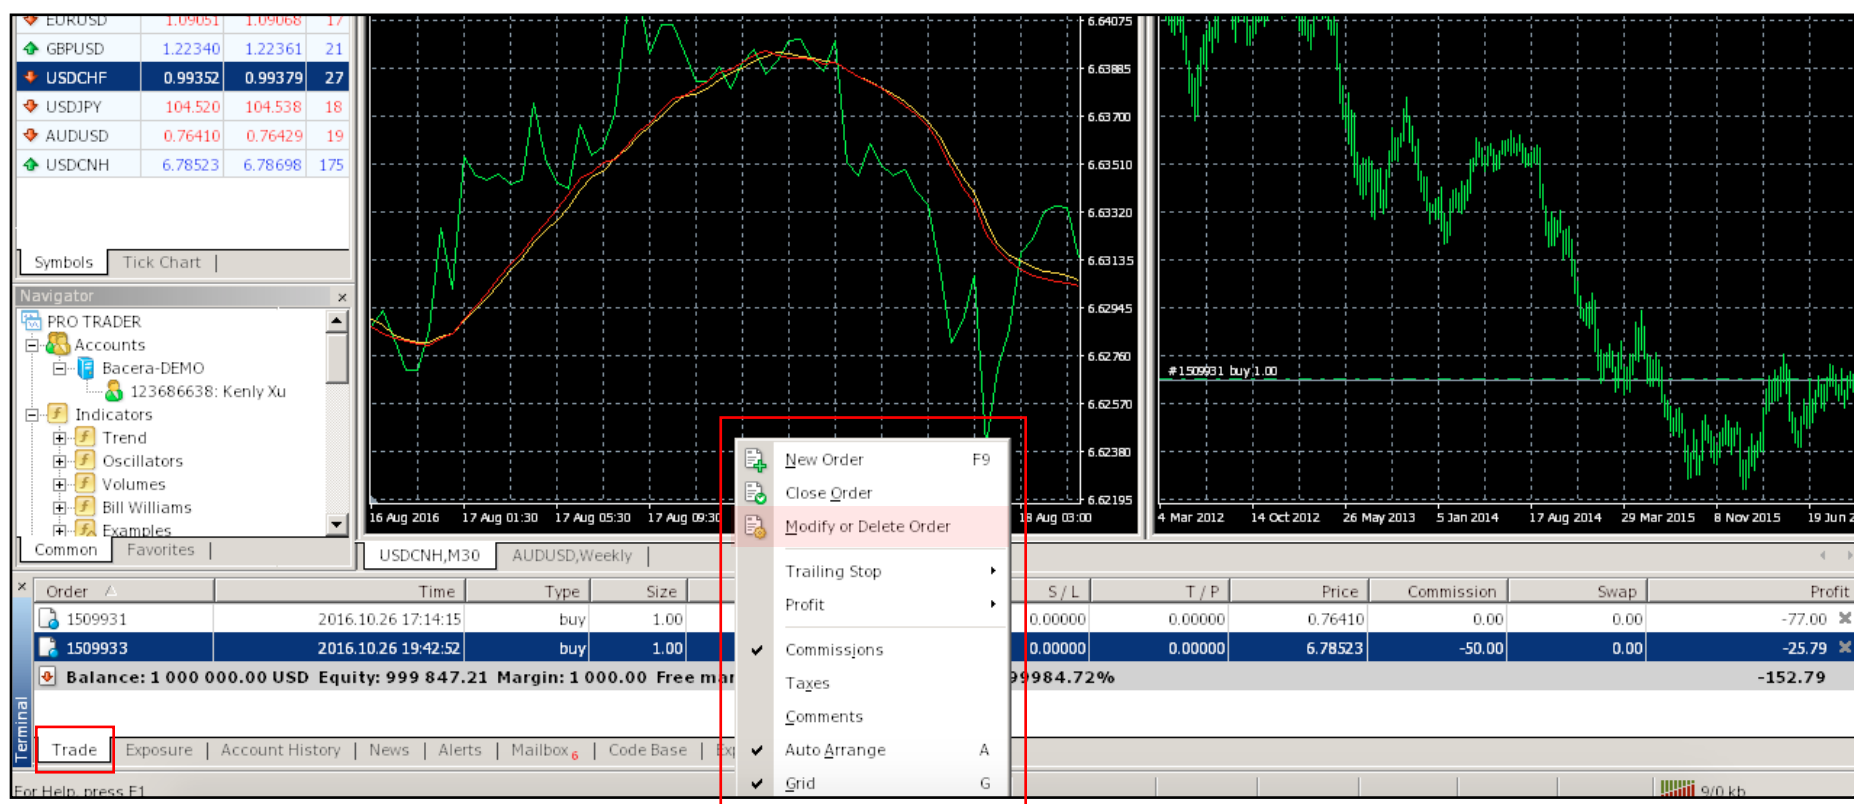 EURUSD 1.09051 1.09068 17
GBPUSD 1.22340 1.22361 21
USDCHF 0.99352 0.99379 27
USDJPY 104.520 104.538 18
AUDUSD 0.76410 0.76429 19
USDCNH 6.78523 6.78698 175
Symbols Tick Chart
Navigator
PRO TRADER
Accounts
Bacera-DEMO
123686638: Kenly Xu
Indicators
Trend
Oscillators
Volumes
Bill Williams
Examples
Common Favorites
6.64075
6.63885
6.63700
6.63510
6.63320
6.63135
6.62945
6.62760
6.62570
6.62380
6.62195
16 Aug 2016 17 Aug 01:30 17 Aug 05:30 17 Aug 09:30 18 Aug 03:00
#1509931 buy 1.00
4 Mar 2012 14 Oct 2012 26 May 2013 5 Jan 2014 17 Aug 2014 29 Mar 2015 8 Nov 2015 19 Jun 2
USDCNH,M30 AUDUSD,Weekly
New Order F9
Close Order
Modify or Delete Order
Trailing Stop
Profit
Commissions
Taxes
Comments
Auto Arrange A
Grid G
Order Time Type Size S / L T / P Price Commission Swap Profit
1509931 2016.10.26 17:14:15 buy 1.00 0.00000 0.00000 0.76410 0.00 0.00 -77.00
1509933 2016.10.26 19:42:52 buy 1.00 0.00000 0.00000 6.78523 -50.00 0.00 -25.79
Balance: 1 000 000.00 USD Equity: 999 847.21 Margin: 1 000.00 Free mar 99984.72% -152.79
Terminal
Trade Exposure Account History News Alerts Mailbox 6 Code Base Exp
For Help, press F1 9/0 kb